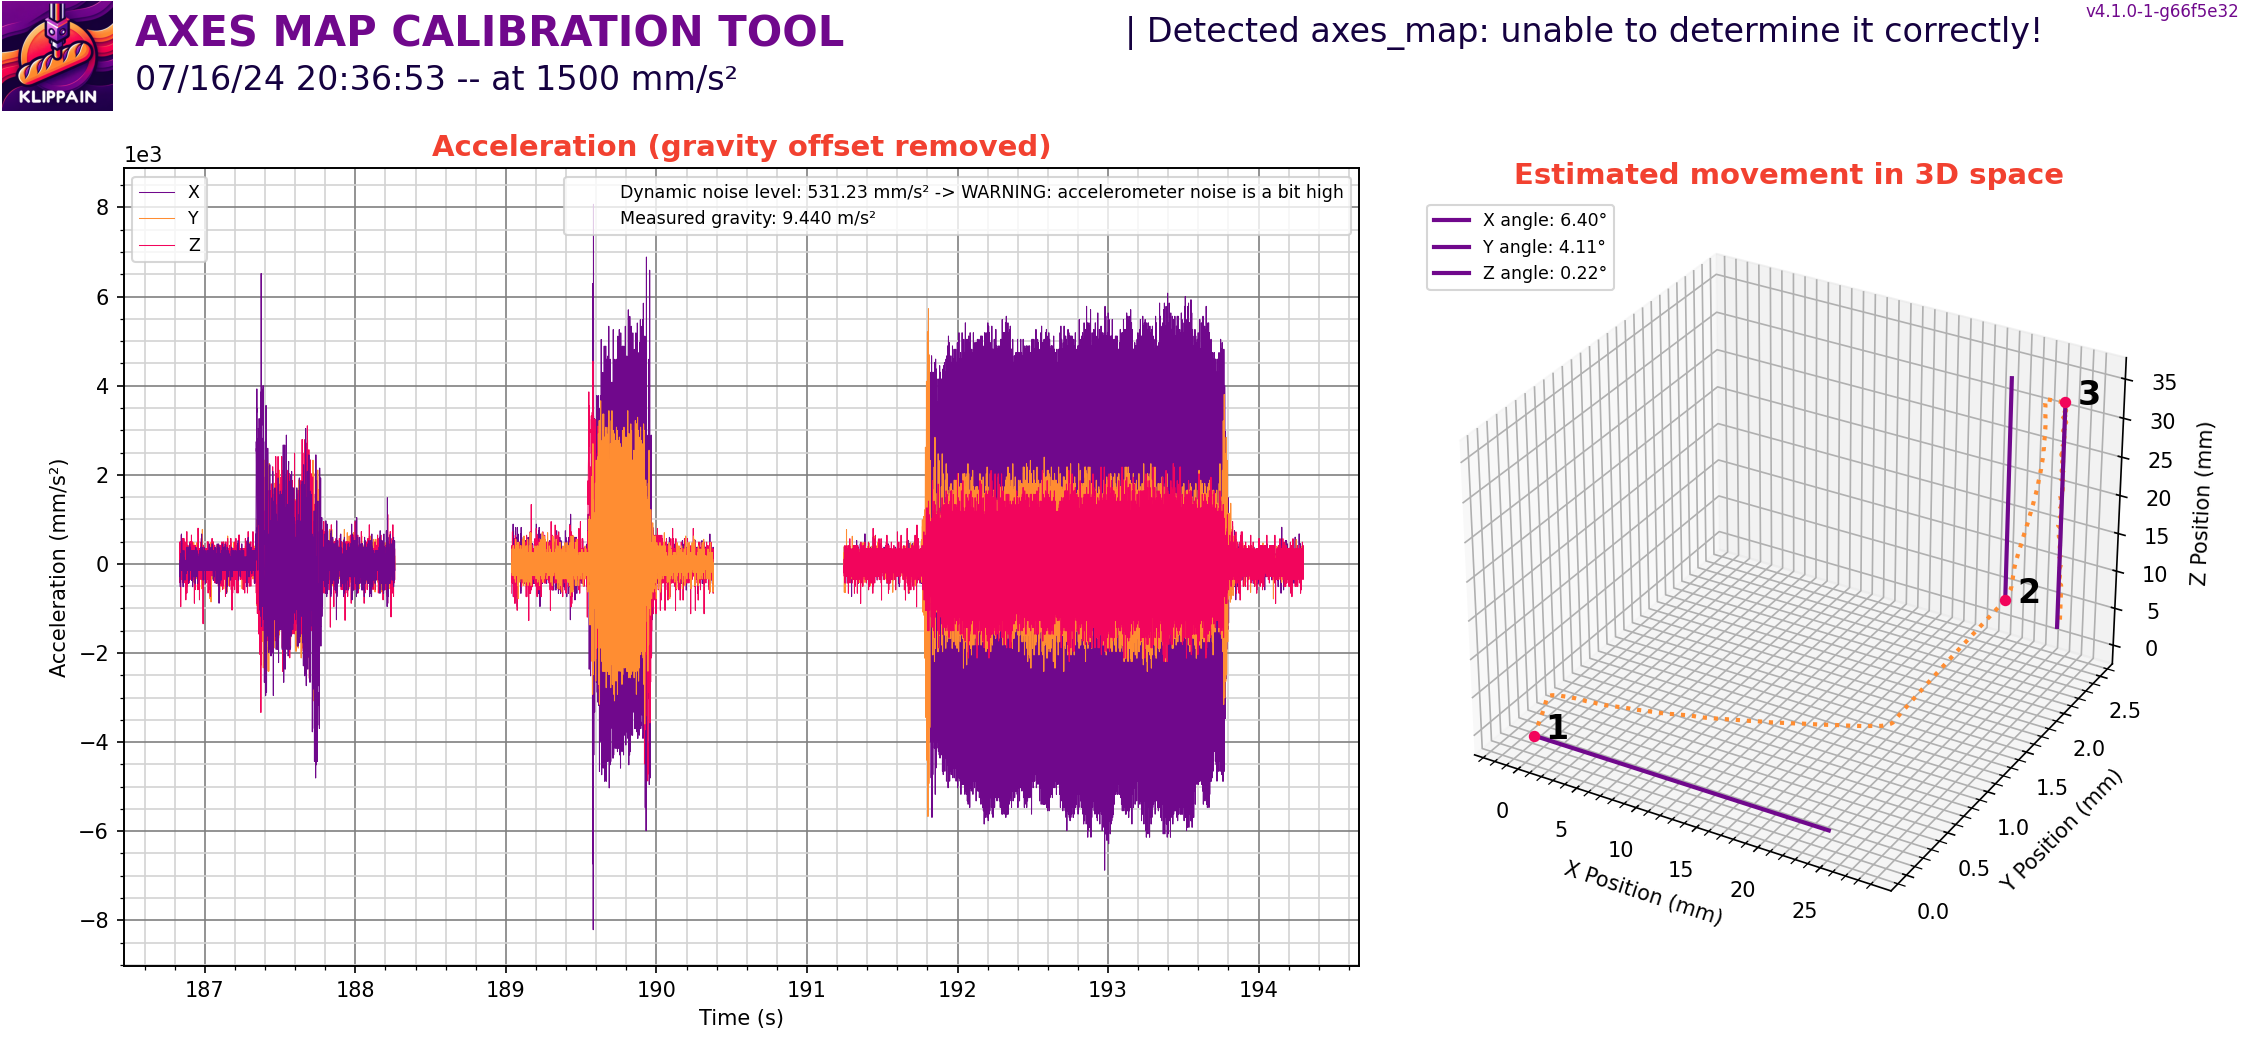 KLIPPAIN
AXES MAP CALIBRATION TOOL
07/16/24 20:36:53 -- at 1500 mm/s²
| Detected axes_map: unable to determine it correctly!
v4.1.0-1-g66f5e32
Acceleration (gravity offset removed)
1e3
X
Y
Z
Dynamic noise level: 531.23 mm/s² -> WARNING: accelerometer noise is a bit high
Measured gravity: 9.440 m/s²
8
6
4
2
0
−2
−4
−6
−8
Acceleration (mm/s²)
187 188 189 190 191 192 193 194
Time (s)
Estimated movement in 3D space
X angle: 6.40°
Y angle: 4.11°
Z angle: 0.22°
1
2
3
0
5
10
15
20
25
X Position (mm)
0.0
0.5
1.0
1.5
2.0
2.5
Y Position (mm)
35
30
25
20
15
10
5
0
Z Position (mm)